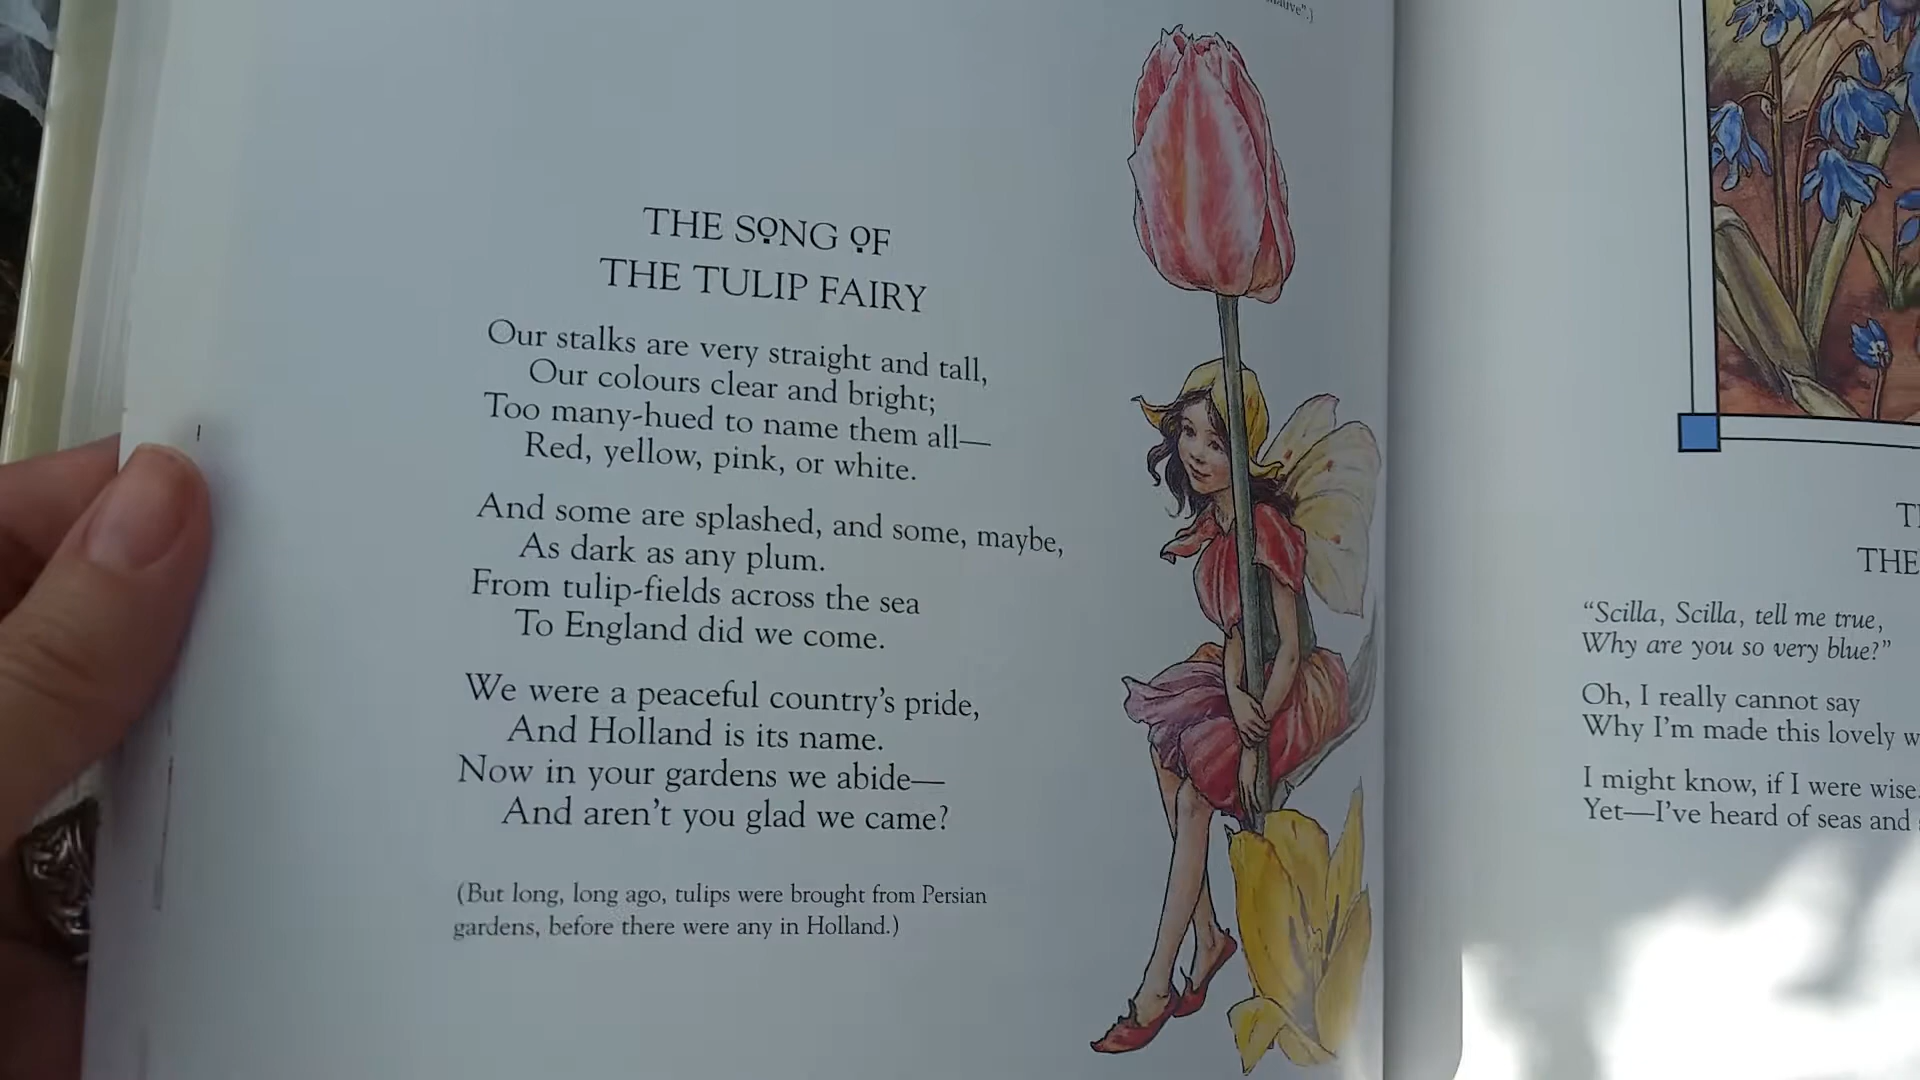 THE SONG OF
THE TULIP FAIRY
Our stalks are very straight and tall,
Our colours clear and bright;
Too many-hued to name them all—
Red, yellow, pink, or white.
And some are splashed, and some, maybe,
As dark as any plum.
From tulip-fields across the sea
To England did we come.
We were a peaceful country's pride,
And Holland is its name.
Now in your gardens we abide—
And aren't you glad we came?
(But long, long ago, tulips were brought from Persian
gardens, before there were any in Holland.)
THE
“Scilla, Scilla, tell me true,
Why are you so very blue?”
Oh, I really cannot say
Why I'm made this lovely
I might know, if I were wise.
Yet—I've heard of seas and